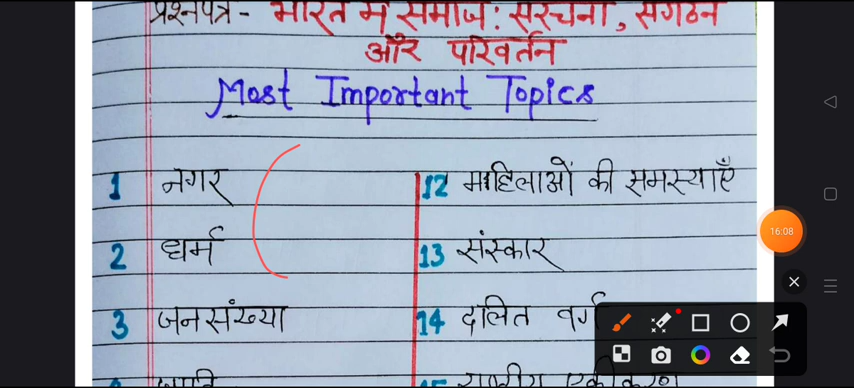 प्रश्नपत्र - भारत में समाज: संरचना, संगठन
और परिवर्तन
Most Important Topics
1 नगर
2 धर्म
3 जनसंख्या
12 महिलाओं की समस्याएँ
13 संस्कार
14 दलित वर्ग
16:08